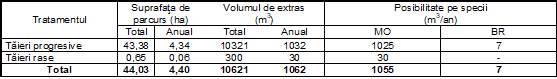 Tratamentul Suprafaţa de parcurs (ha) Volumul de extras (m³) Posibilitate pe specii (m³/an)
Total Anual Total Anual MO BR
Tăieri progresive 43,38 4,34 10321 1032 1025 7
Tăieri rase 0,65 0,06 300 30 30 -
Total 44,03 4,40 10621 1062 1055 7